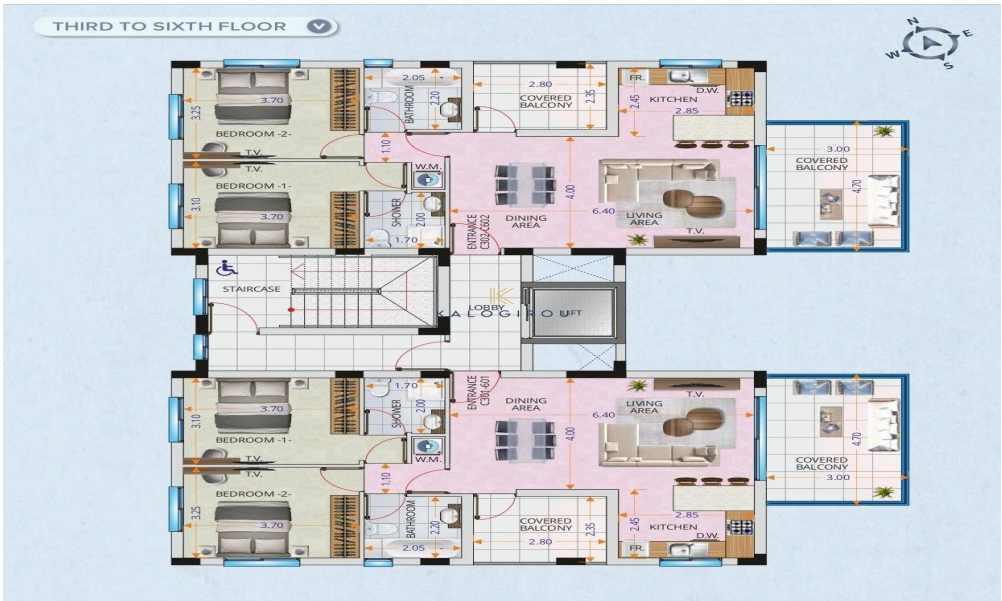 THIRD TO SIXTH FLOOR
N
E
W
S
3.25
3.70
BEDROOM -2-
T.V.
2.05
BATHROOM
2.20
2.80
COVERED
BALCONY
2.35
FR.
D.W.
KITCHEN
2.45
2.85
1.10
T.V.
BEDROOM -1-
3.10
3.70
W.M.
SHOWER
2.00
1.70
ENTRANCE
C302-C602
DINING
AREA
4.00
6.40
LIVING
AREA
T.V.
3.00
COVERED
BALCONY
4.70
STAIRCASE
LOBBY
LIFT
KALOGIROU
3.10
3.70
BEDROOM -1-
T.V.
1.70
SHOWER
2.00
W.M.
ENTRANCE
C301-601
DINING
AREA
4.00
6.40
LIVING
AREA
T.V.
4.70
COVERED
BALCONY
3.00
BEDROOM -2-
T.V.
3.25
3.70
1.10
BATHROOM
2.20
2.05
COVERED
BALCONY
2.35
2.80
2.85
KITCHEN
2.45
D.W.
FR.